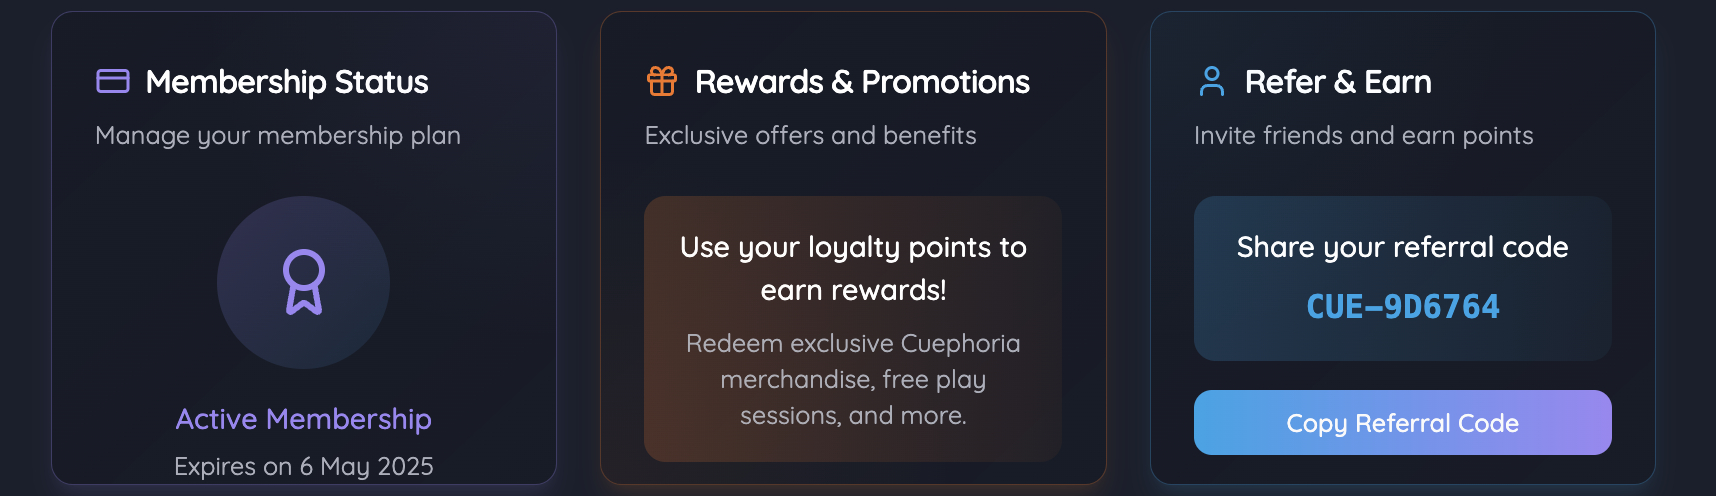 Membership Status
Manage your membership plan
Active Membership
Expires on 6 May 2025
Rewards & Promotions
Exclusive offers and benefits
Use your loyalty points to
earn rewards!
Redeem exclusive Cuephoria
merchandise, free play
sessions, and more.
Refer & Earn
Invite friends and earn points
Share your referral code
CUE-9D6764
Copy Referral Code